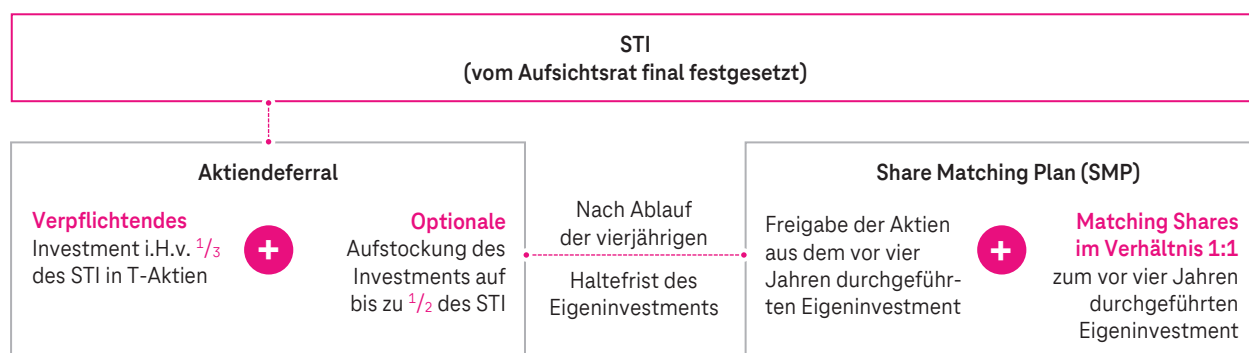 STI
(vom Aufsichtsrat final festgesetzt)
Aktiendeferral
Verpflichtendes
Investment i.H.v. 1/3
des STI in T-Aktien
+
Optionale
Aufstockung des
Investments auf
bis zu 1/2 des STI
Nach Ablauf
der vierjährigen
Haltefrist des
Eigeninvestments
Share Matching Plan (SMP)
Freigabe der Aktien
aus dem vor vier
Jahren durchgeführ-
ten Eigeninvestment
+
Matching Shares
im Verhältnis 1:1
zum vor vier Jahren
durchgeführten
Eigeninvestment